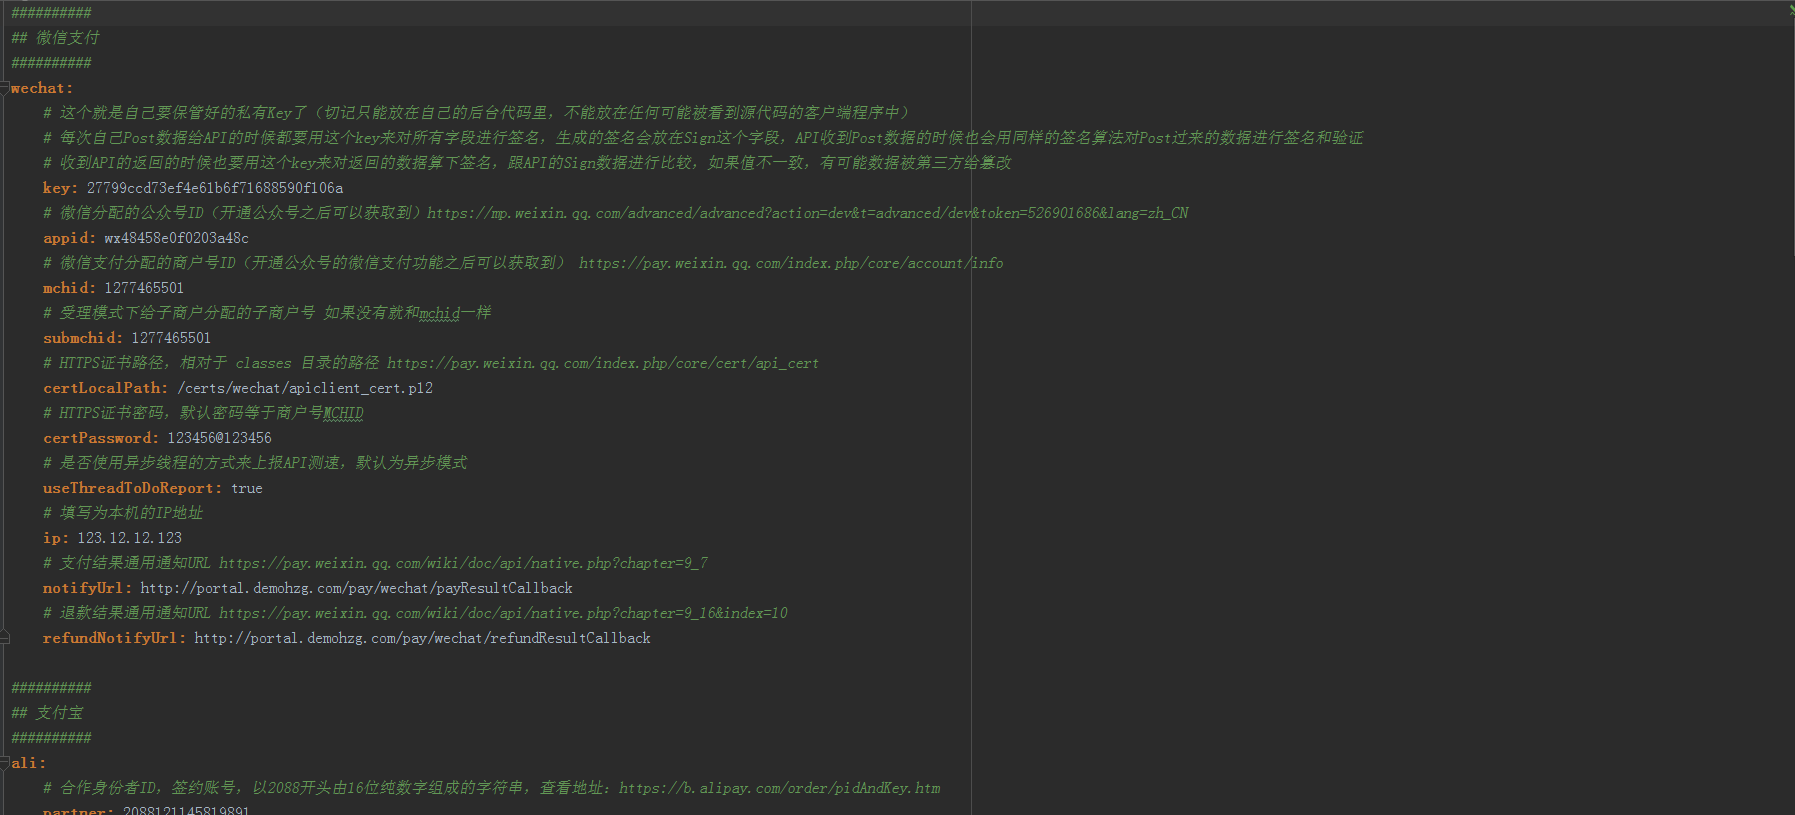 ##########
## 微信支付
##########
wechat:
# 这个就是自己要保管好的私有Key了（切记只能放在自己的后台代码里，不能放在任何可能被看到源代码的客户端程序中）
# 每次自己Post数据给API的时候都要用这个key来对所有字段进行签名，生成的签名会放在Sign这个字段，API收到Post数据的时候也会用同样的签名算法对Post过来的数据进行签名和验证
# 收到API的返回的时候也要用这个key来对返回的数据算下签名，跟API的Sign数据进行比较，如果值不一致，有可能数据被第三方给篡改
key: 27799ccd73ef4e61b6f71688590f106a
# 微信分配的公众号ID（开通公众号之后可以获取到）https://mp.weixin.qq.com/advanced/advanced?action=dev&t=advanced/dev&token=526901686&lang=zh_CN
appid: wx48458e0f0203a48c
# 微信支付分配的商户号ID（开通公众号的微信支付功能之后可以获取到） https://pay.weixin.qq.com/index.php/core/account/info
mchid: 1277465501
# 受理模式下给子商户分配的子商户号 如果没有就和mchid一样
submchid: 1277465501
# HTTPS证书路径，相对于 classes 目录的路径 https://pay.weixin.qq.com/index.php/core/cert/api_cert
certLocalPath: /certs/wechat/apiclient_cert.p12
# HTTPS证书密码，默认密码等于商户号MCHID
certPassword: 123456@123456
# 是否使用异步线程的方式来上报API测速，默认为异步模式
useThreadToDoReport: true
# 填写为本机的IP地址
ip: 123.12.12.123
# 支付结果通用通知URL https://pay.weixin.qq.com/wiki/doc/api/native.php?chapter=9_7
notifyUrl: http://portal.demohzg.com/pay/wechat/payResultCallback
# 退款结果通用通知URL https://pay.weixin.qq.com/wiki/doc/api/native.php?chapter=9_16&index=10
refundNotifyUrl: http://portal.demohzg.com/pay/wechat/refundResultCallback
##########
## 支付宝
##########
ali:
# 合作身份者ID，签约账号，以2088开头由16位纯数字组成的字符串，查看地址：https://b.alipay.com/order/pidAndKey.htm
partner: 2088121145819891